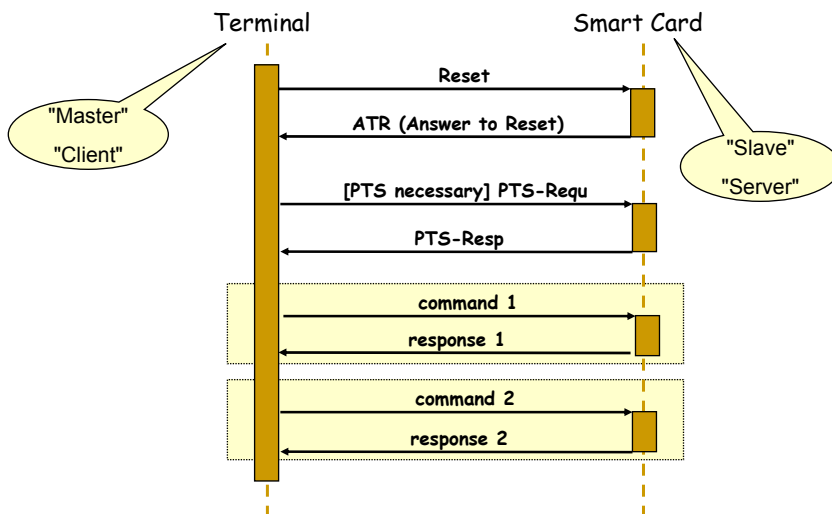 Terminal
Smart Card
Reset
"Master"
"Client"
ATR (Answer to Reset)
"Slave"
"Server"
[PTS necessary] PTS-Requ
PTS-Resp
command 1
response 1
command 2
response 2